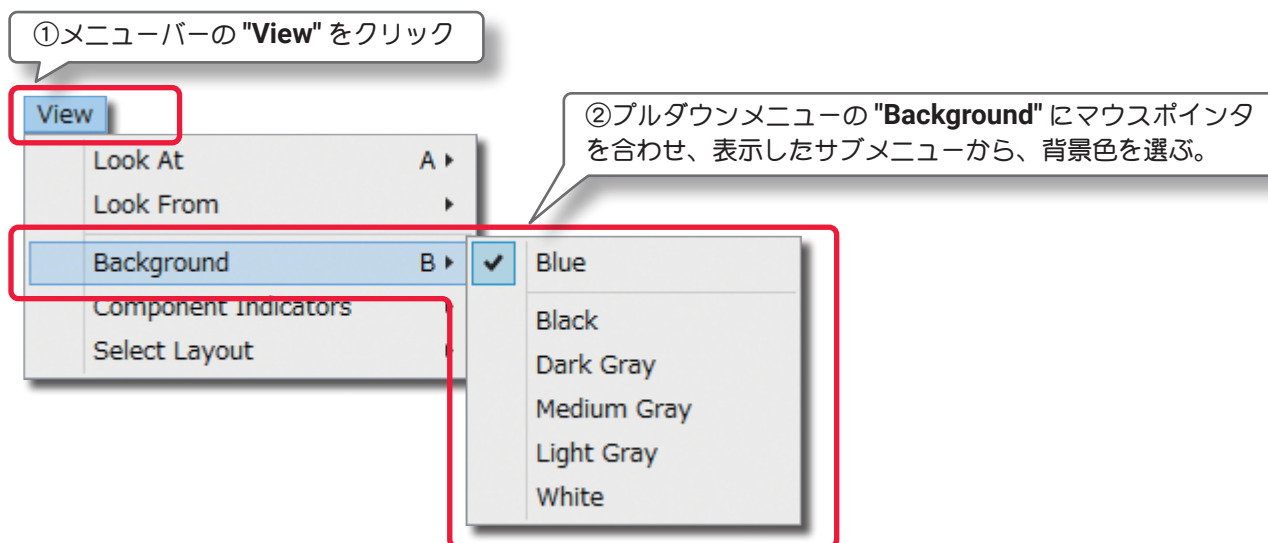 ①メニューバーの "View" をクリック
View
②プルダウンメニューの "Background" にマウスポインタ
を合わせ、表示したサブメニューから、背景色を選ぶ。
Look At A
Look From
Background B
Blue
Component Indicators
Black
Select Layout
Dark Gray
Medium Gray
Light Gray
White